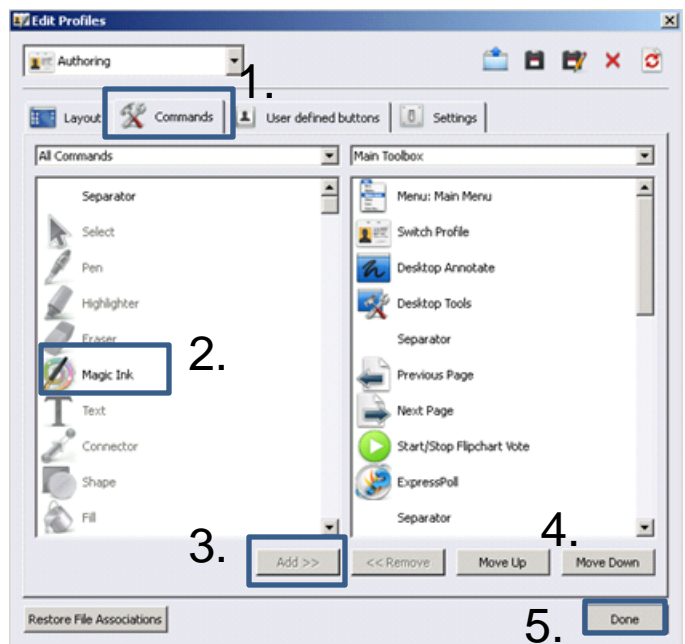 Edit Profiles
Authoring
1.
Layout
Commands
User defined buttons
Settings
All Commands
Main Toolbox
Separator
Select
Pen
Highlighter
Eraser
2.
Magic Ink
Text
Connector
Shape
Fill
Menu: Main Menu
Switch Profile
Desktop Annotate
Desktop Tools
Separator
Previous Page
Next Page
Start/Stop Flipchart Vote
ExpressPoll
Separator
3.
Add >>
<< Remove
4.
Move Up
Move Down
Restore File Associations
5.
Done